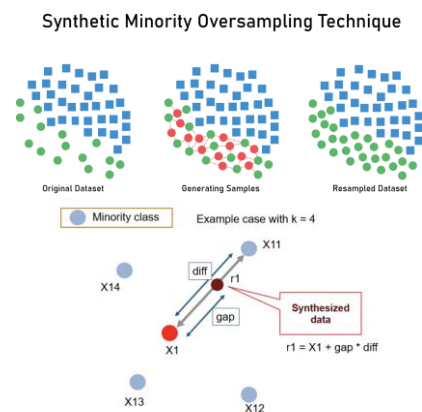 Synthetic Minority Oversampling Technique
Original Dataset
Generating Samples
Resampled Dataset
Minority class
Example case with k = 4
X11
diff
r1
X14
gap
Synthesized
data
X1
r1 = X1 + gap * diff
X13
X12